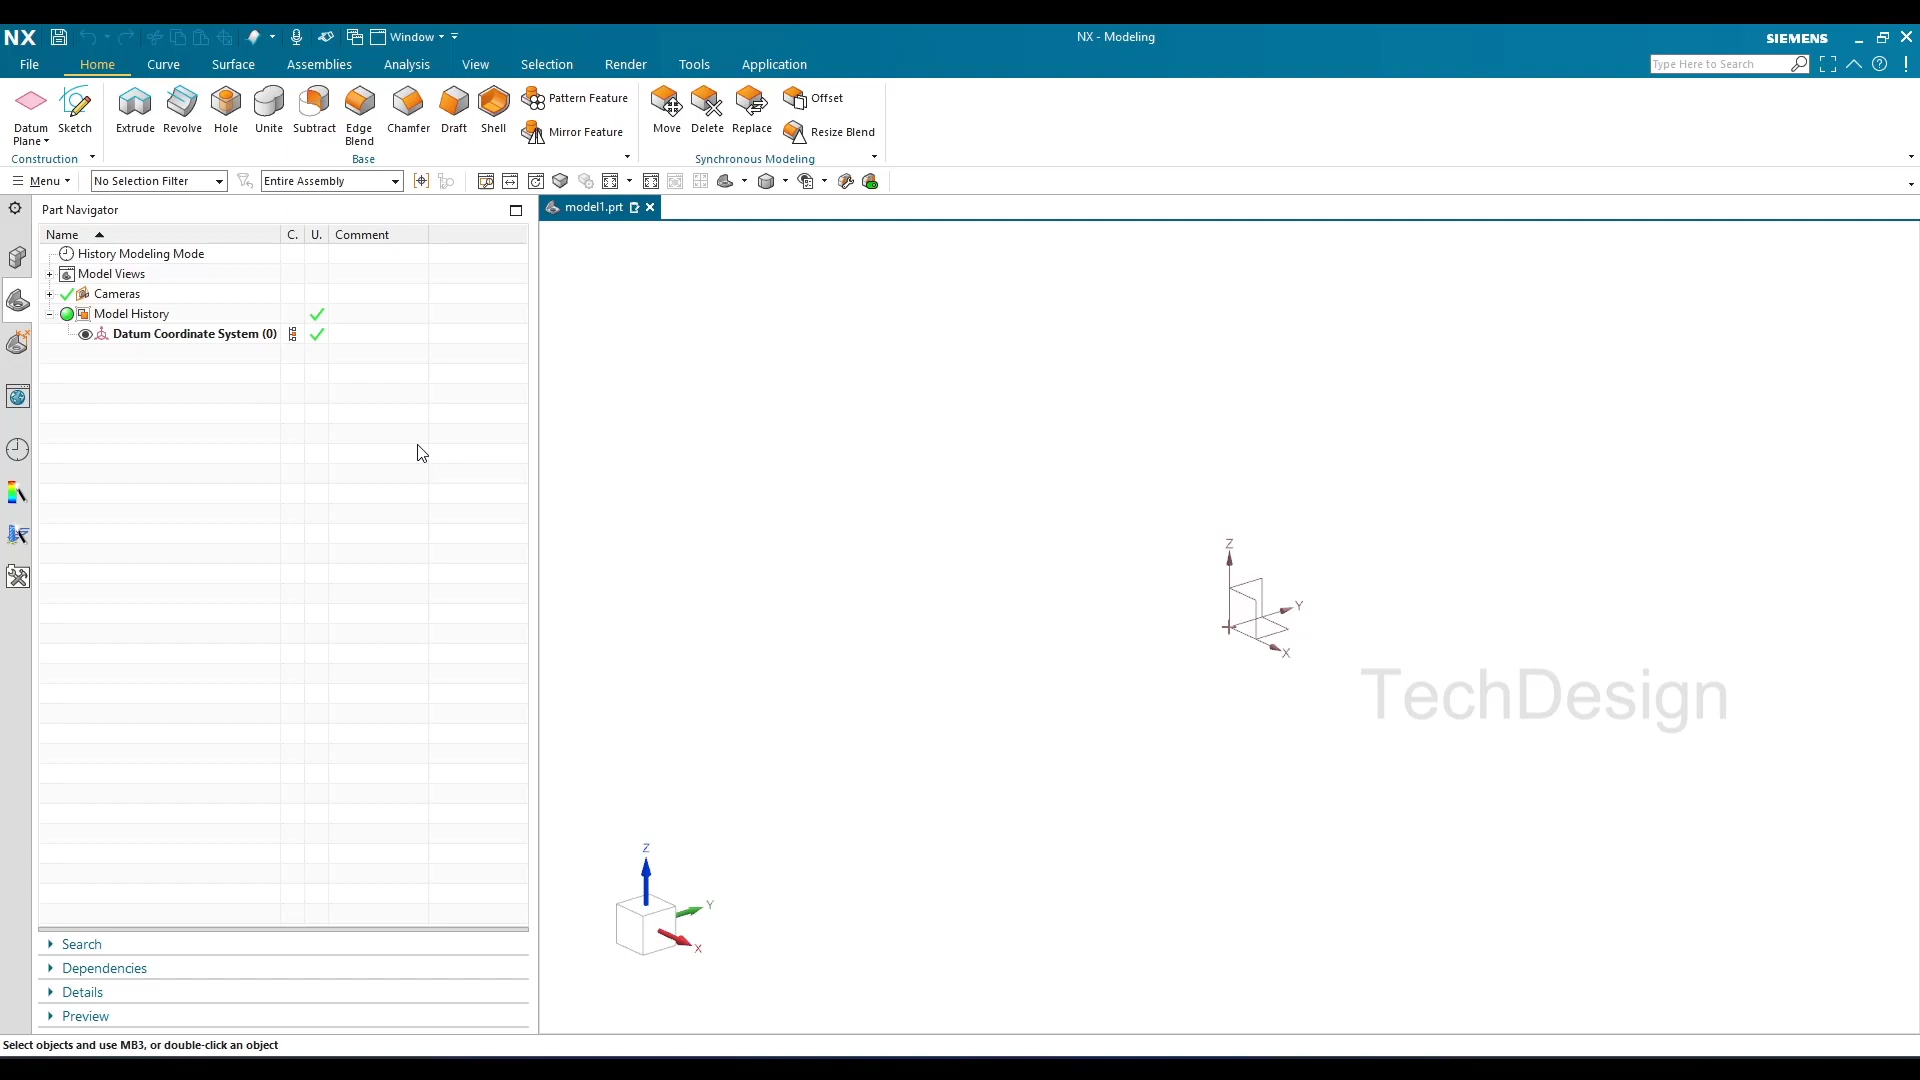 NX Window NX - Modeling SIEMENS
File Home Curve Surface Assemblies Analysis View Selection Render Tools Application Type Here to Search
Datum Plane Sketch Extrude Revolve Hole Unite Subtract Edge Blend Chamfer Draft Shell Pattern Feature Mirror Feature Move Delete Replace Offset Resize Blend
Construction Base Synchronous Modeling
Menu No Selection Filter Entire Assembly
Part Navigator model1.prt
Name C. U. Comment
History Modeling Mode
Model Views
Cameras
Model History
Datum Coordinate System (0)
Z
Y
X
TechDesign
Z
Y
X
Search
Dependencies
Details
Preview
Select objects and use MB3, or double-click an object